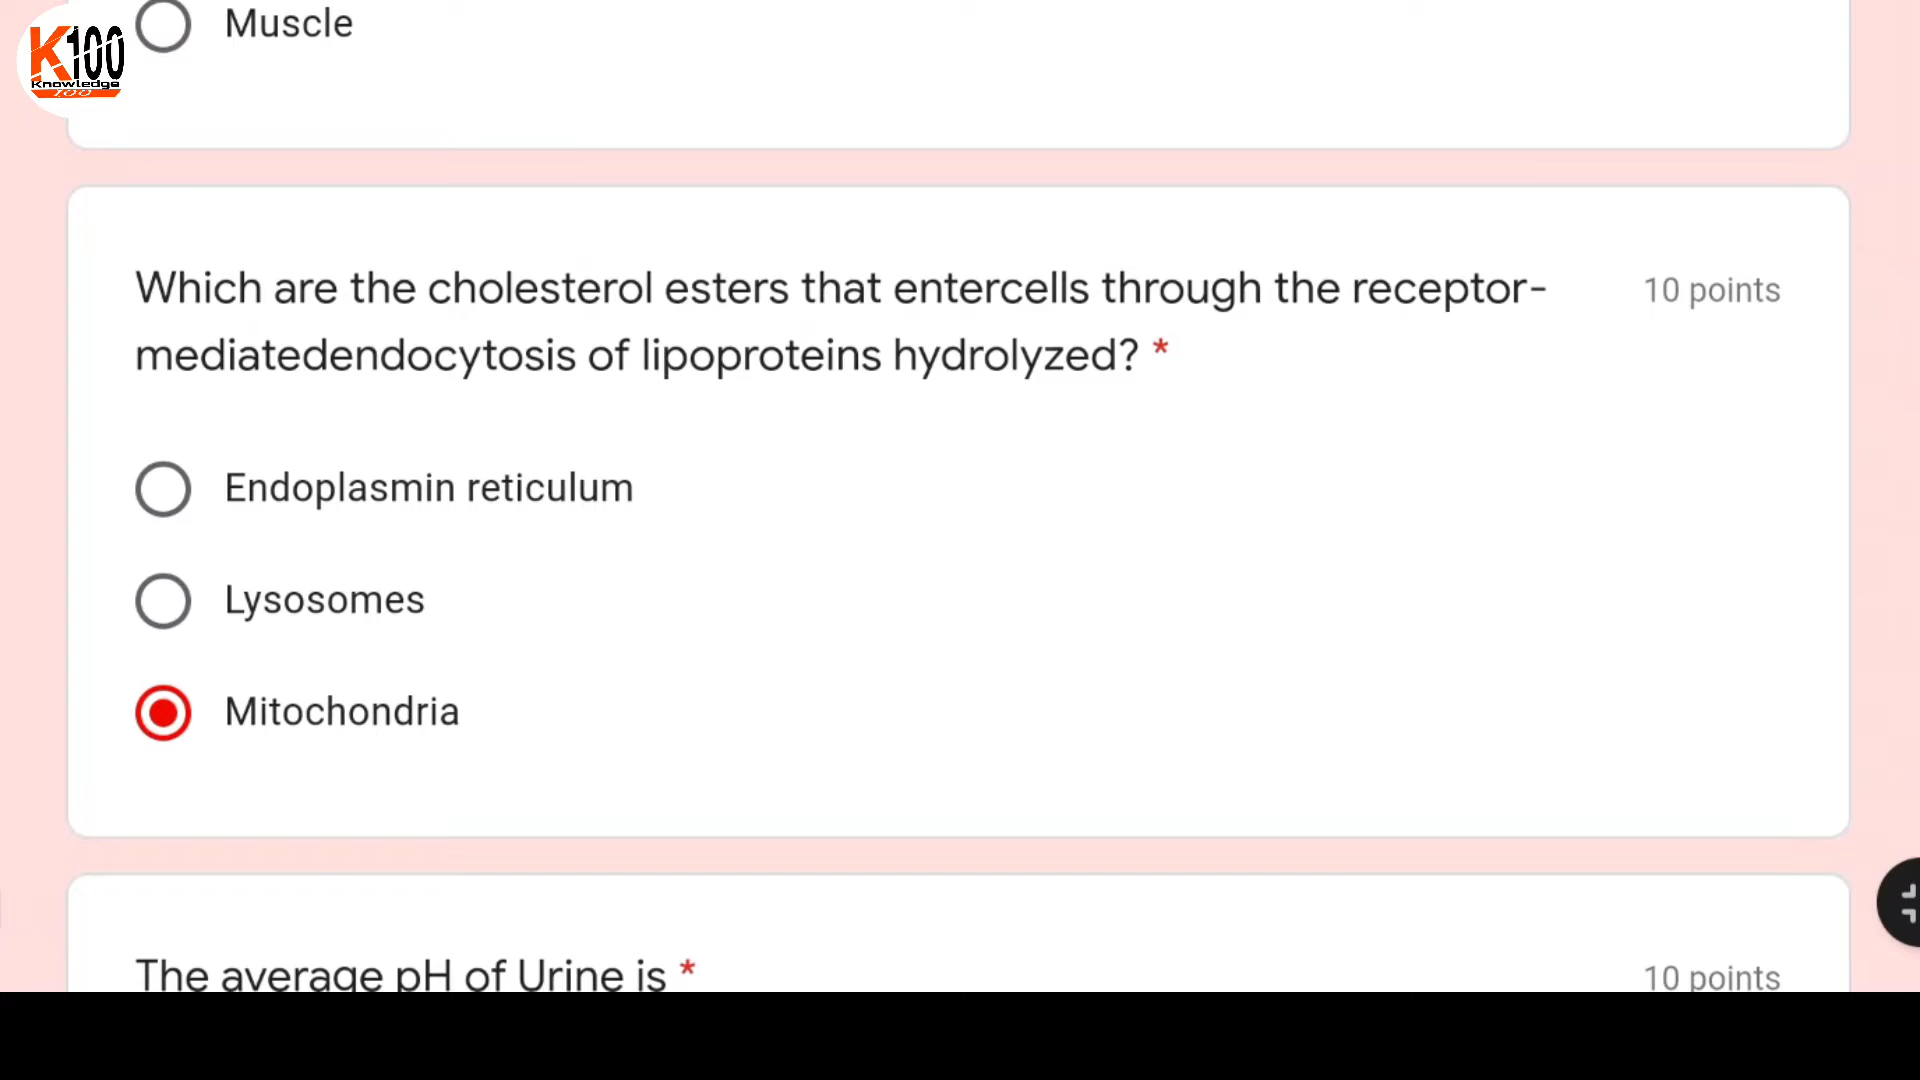 K100
Knowledge
100
Muscle
Which are the cholesterol esters that entercells through the receptor-
10 points
mediatedendocytosis of lipoproteins hydrolyzed? *
Endoplasmin reticulum
Lysosomes
Mitochondria
The average pH of Urine is *
10 points